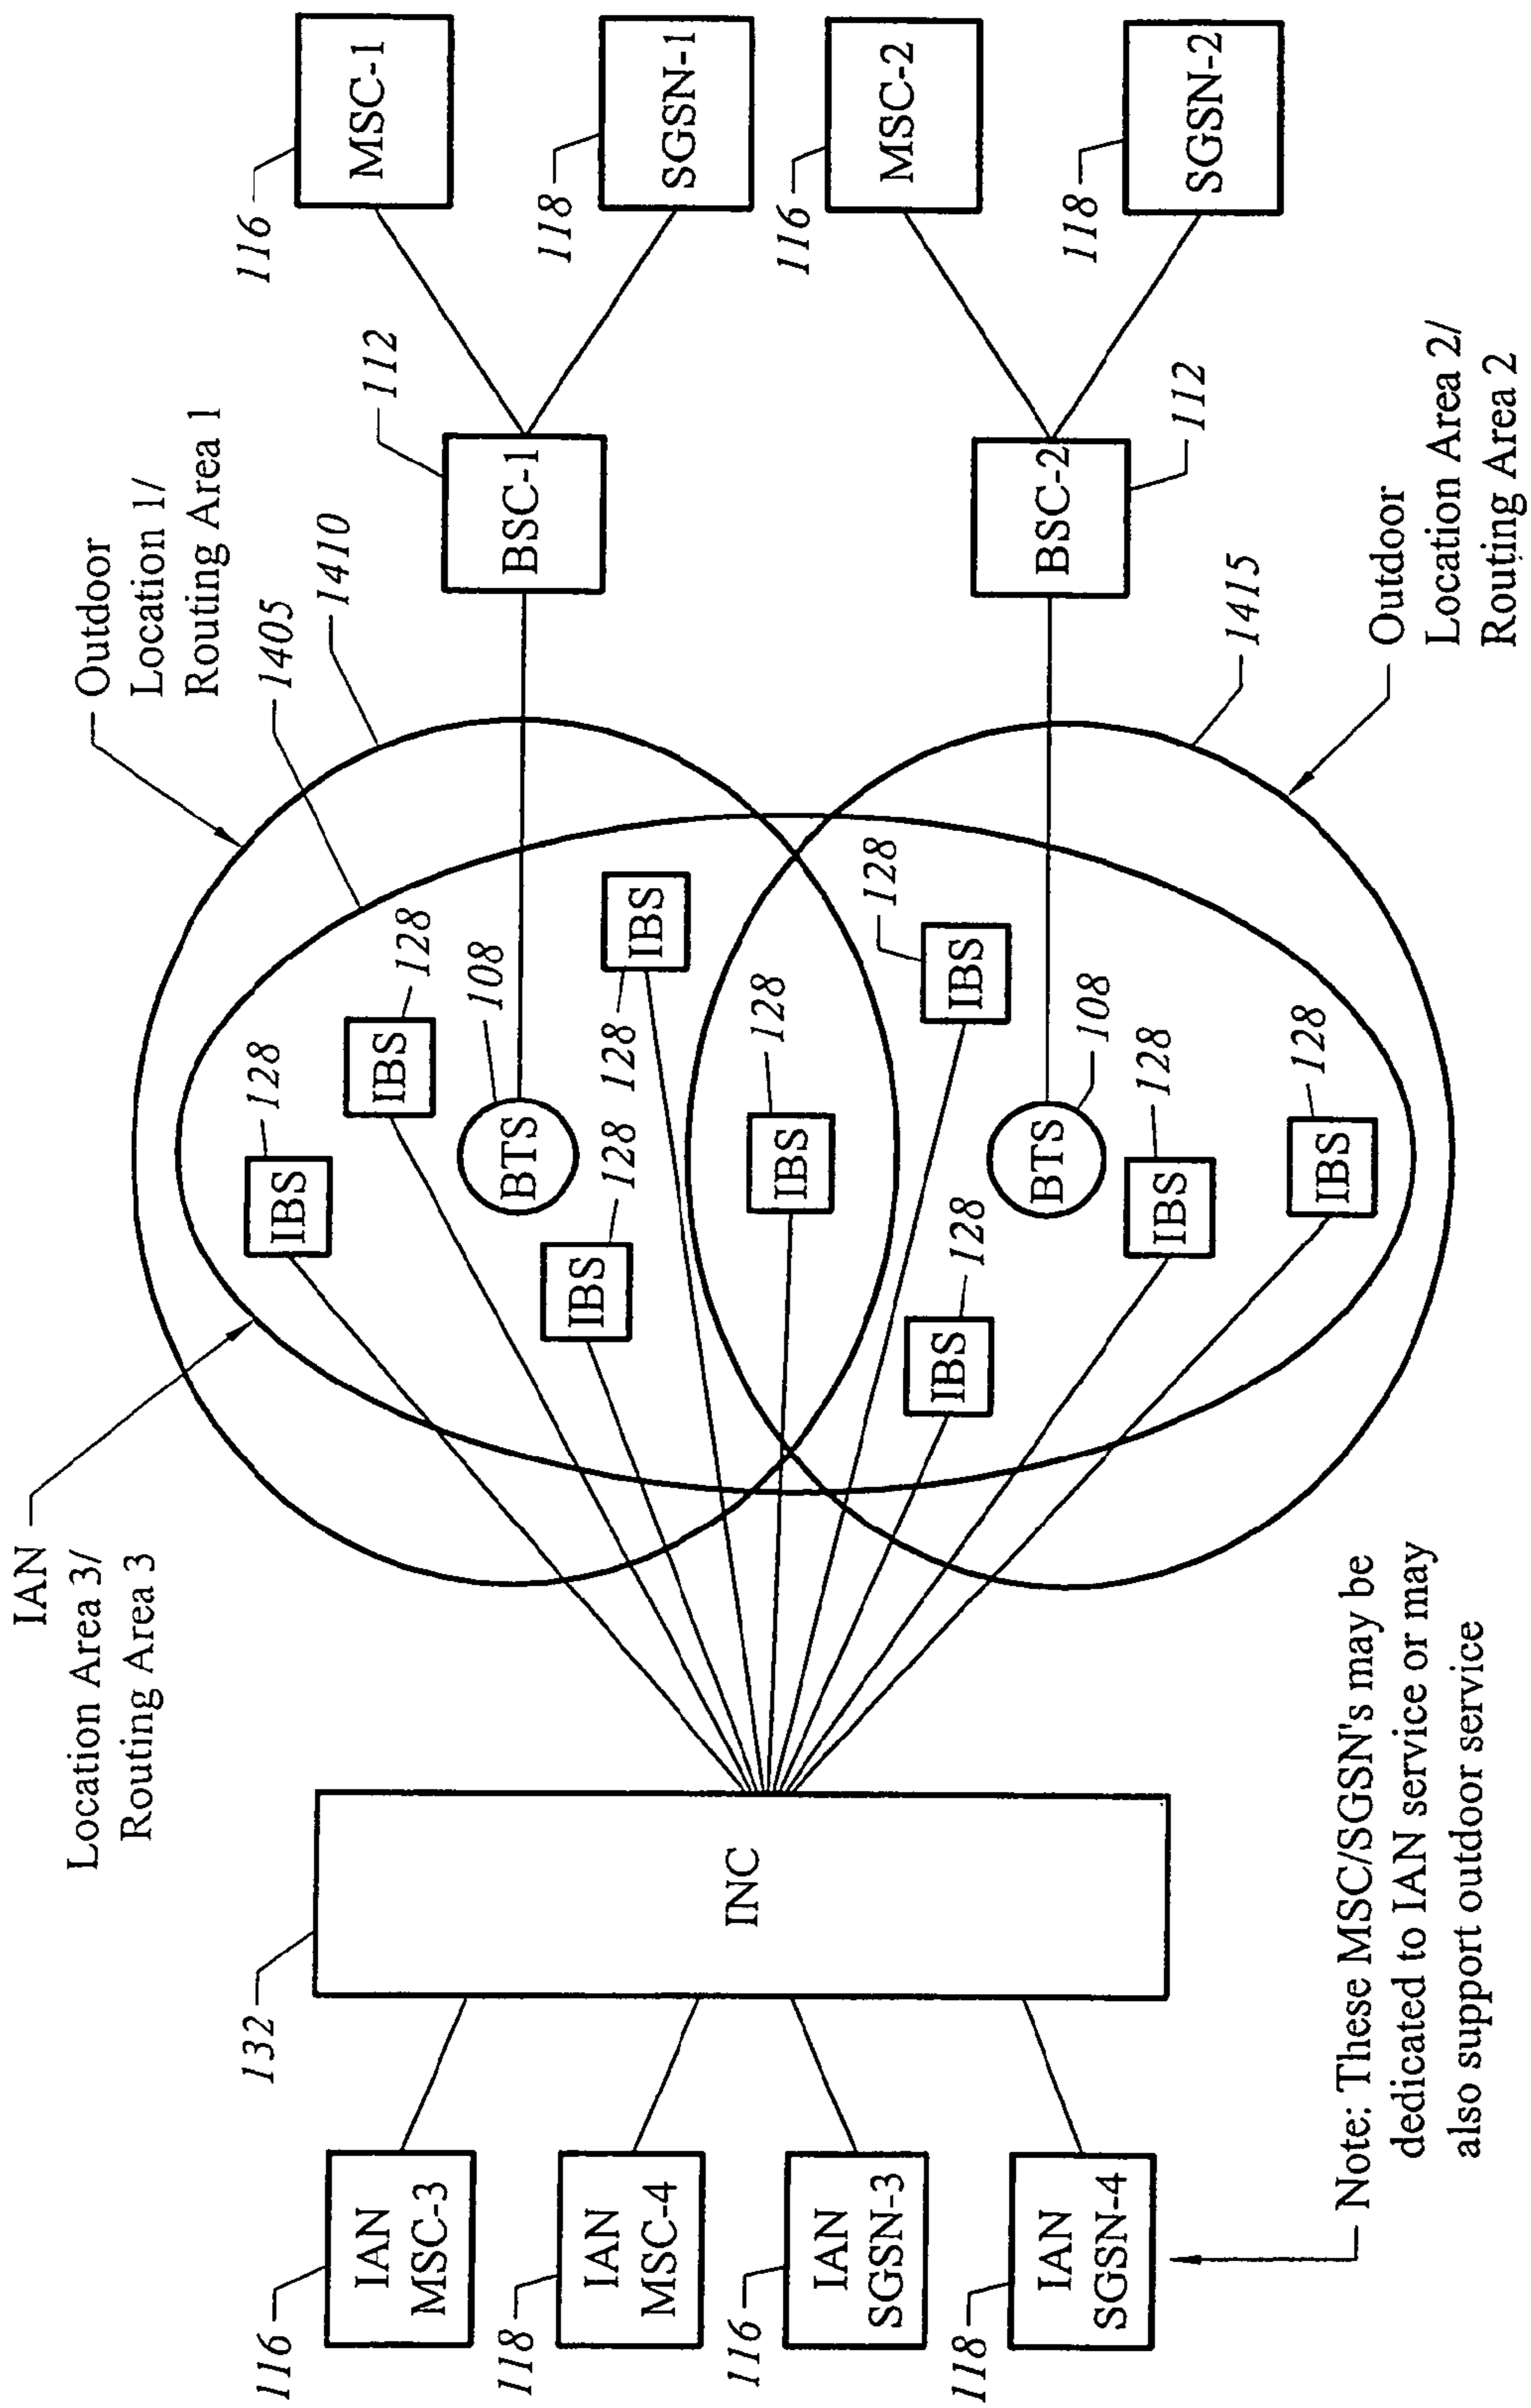 IAN
Location Area 3/
Routing Area 3
Outdoor
Location 1/
Routing Area 1
1405
1410
132
INC
116
IAN
MSC-3
118
IAN
MSC-4
116
IAN
SGSN-3
118
IAN
SGSN-4
IBS
128
IBS
128
BTS
108
IBS
128
IBS
128
IBS
128
IBS
128
IBS
128
BTS
108
IBS
128
IBS
128
BSC-1
112
MSC-1
116
SGSN-1
118
BSC-2
112
MSC-2
116
SGSN-2
118
1415
Outdoor
Location Area 2/
Routing Area 2
Note: These MSC/SGSN's may be
dedicated to IAN service or may
also support outdoor service